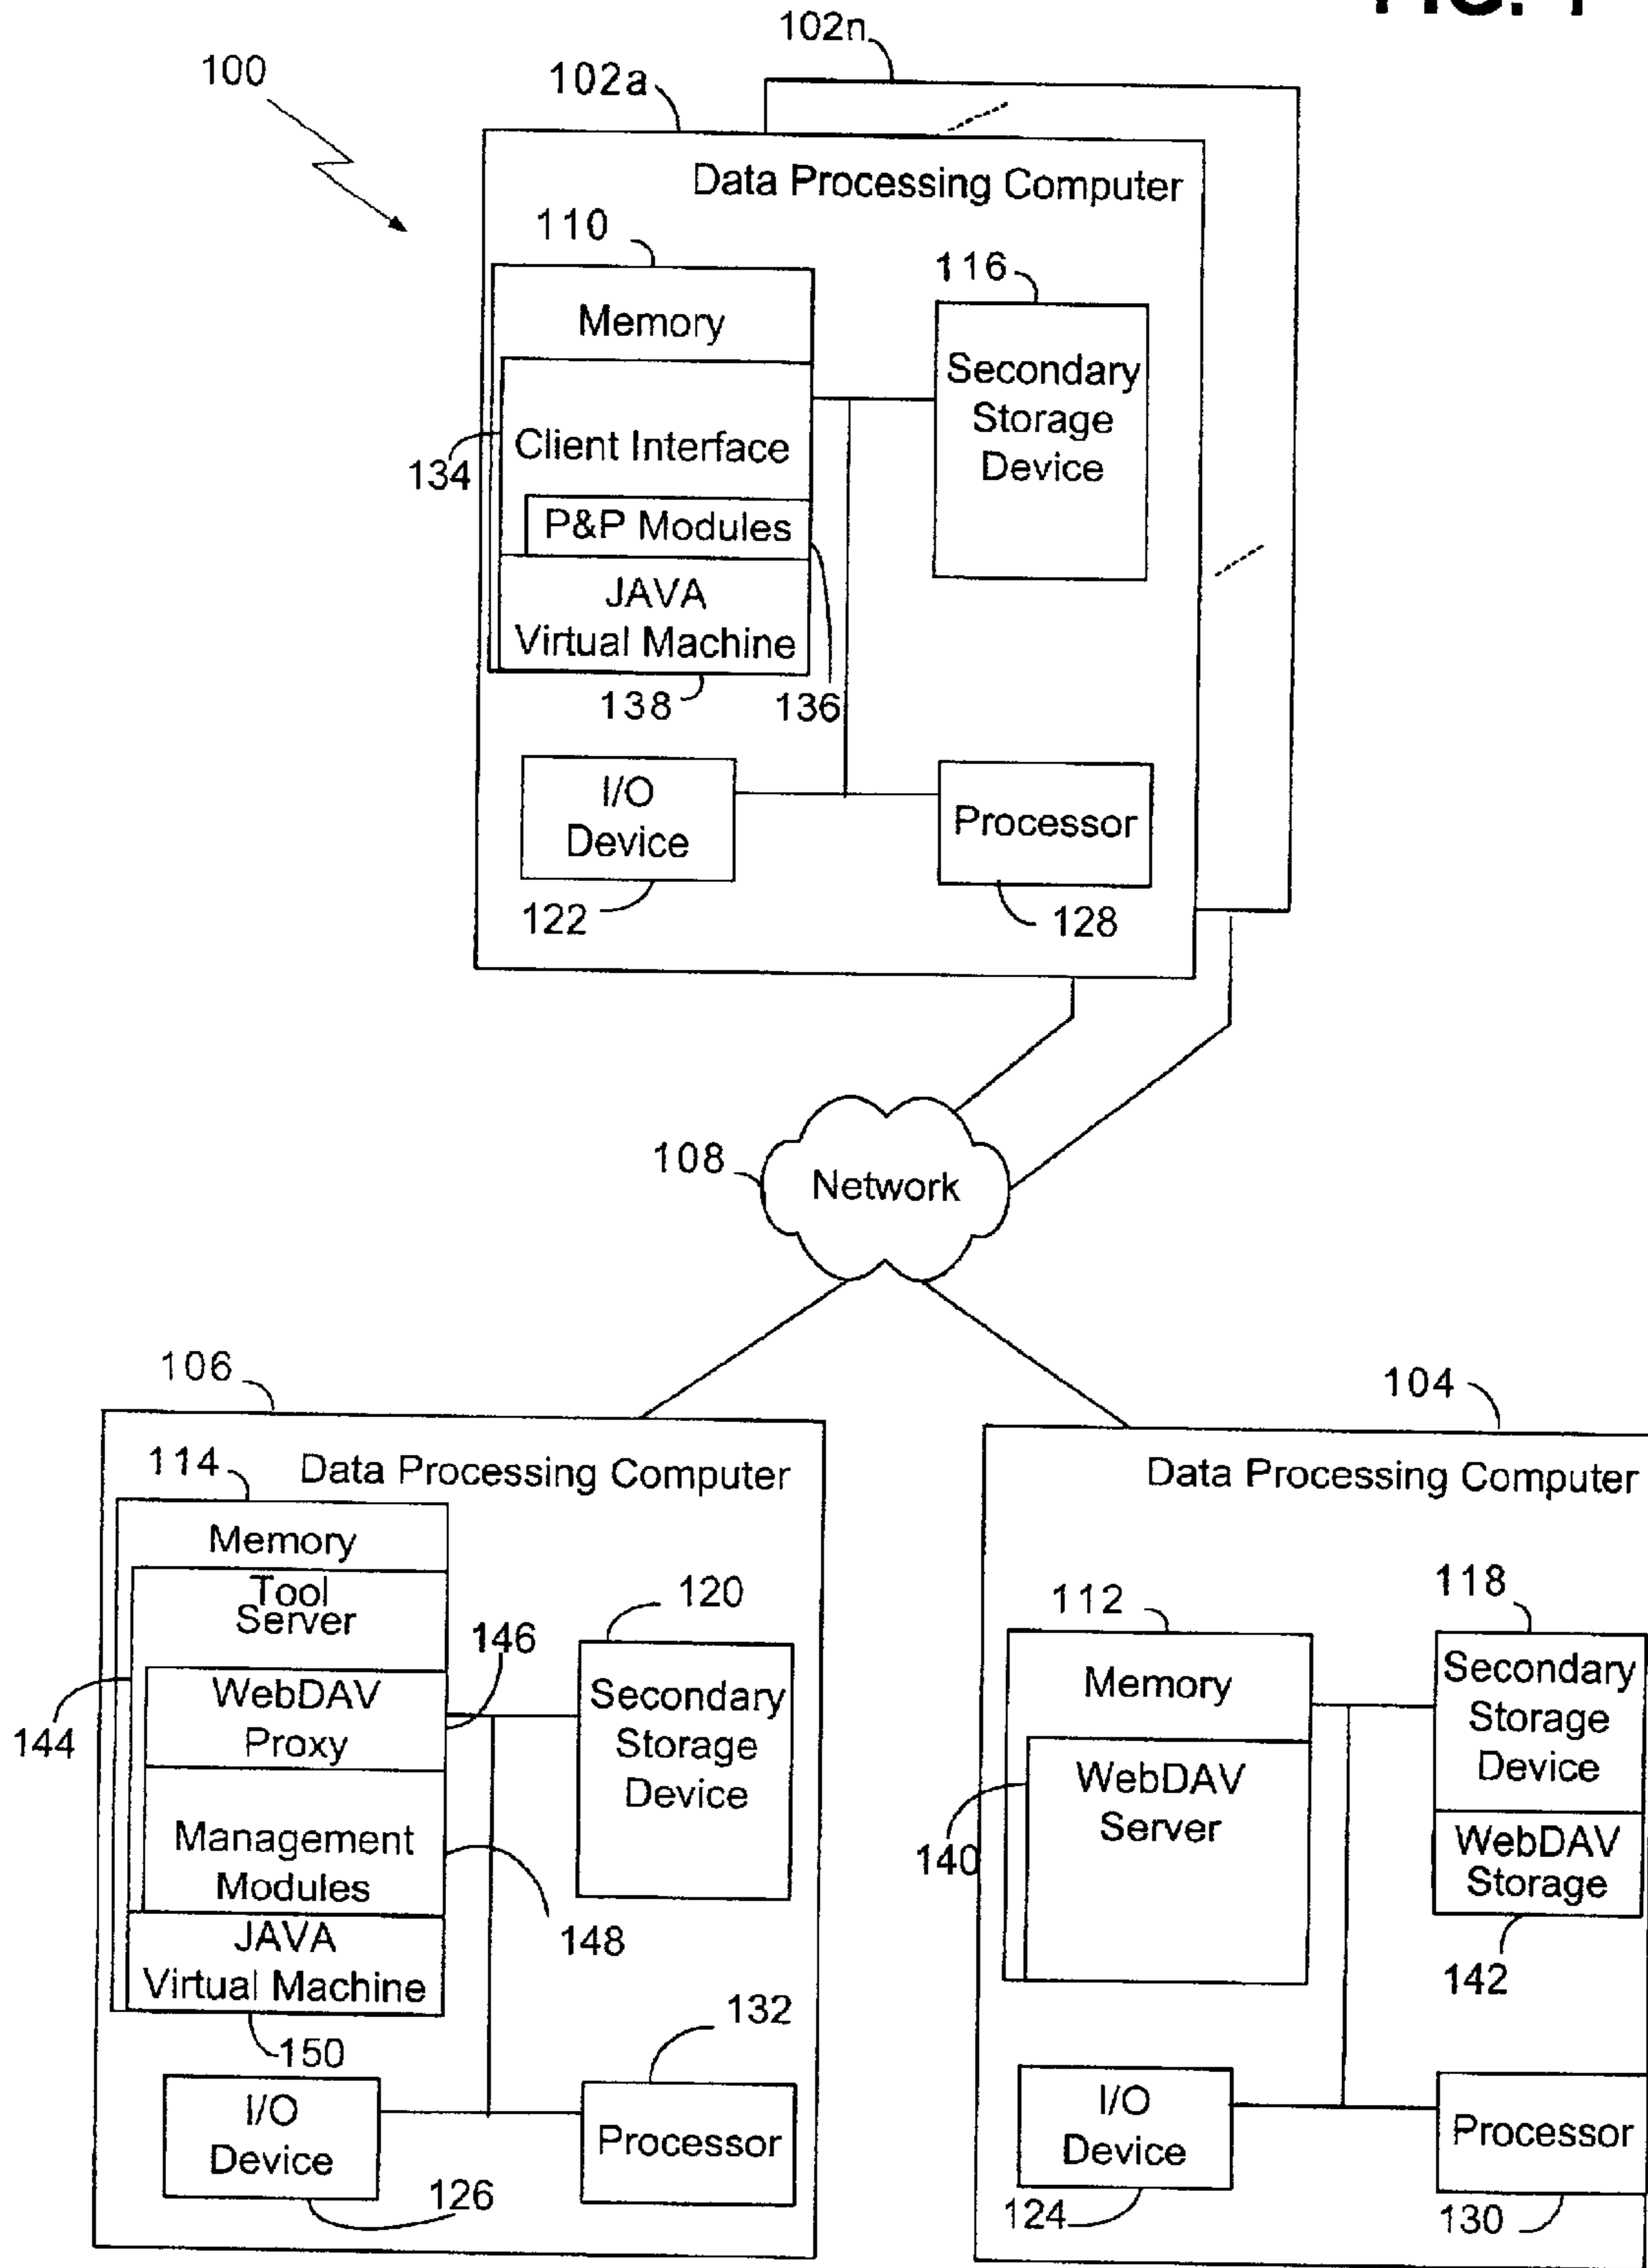 FIG. 1
102n
100
102a
Data Processing Computer
110
116
Memory
Secondary
Storage
Device
Client Interface
134
P&P Modules
JAVA
Virtual Machine
138
136
I/O
Device
Processor
122
128
108
Network
106
104
114
Data Processing Computer
Data Processing Computer
Memory
Tool
Server
120
112
118
146
WebDAV
Proxy
Secondary
Storage
Device
Memory
Secondary
Storage
Device
144
WebDAV
Server
Management
Modules
140
WebDAV
Storage
148
JAVA
Virtual Machine
142
150
132
I/O
Device
Processor
I/O
Device
Processor
126
124
130